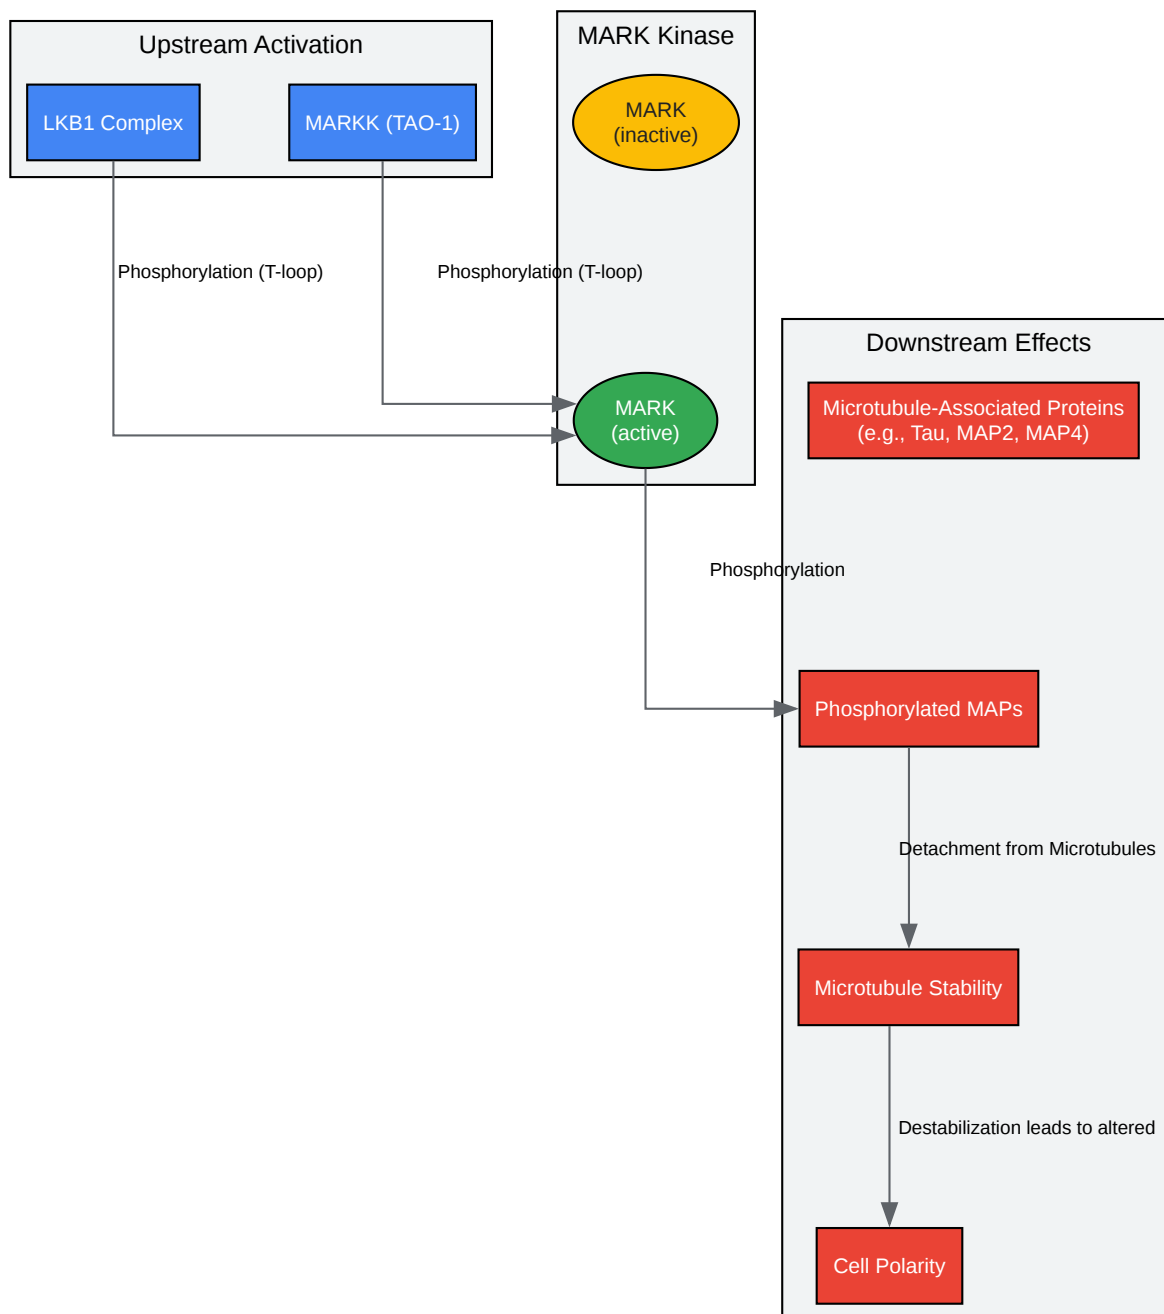 Upstream Activation
LKB1 Complex
MARKK (TAO-1)
MARK Kinase
MARK
(inactive)
Phosphorylation (T-loop)
Phosphorylation (T-loop)
MARK
(active)
Downstream Effects
Microtubule-Associated Proteins
(e.g., Tau, MAP2, MAP4)
Phosphorylation
Phosphorylated MAPs
Detachment from Microtubules
Microtubule Stability
Destabilization leads to altered
Cell Polarity